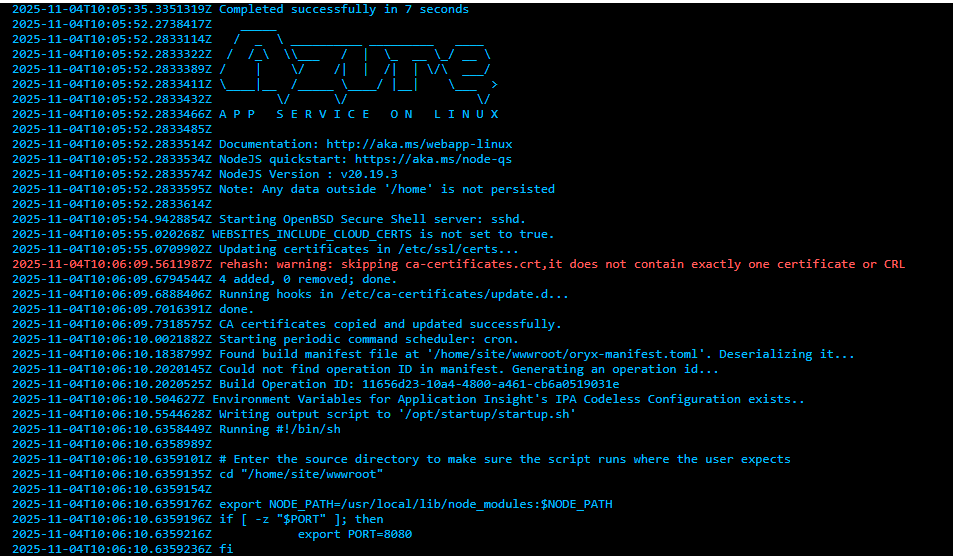 2025-11-04T10:05:35.3351319Z Completed successfully in 7 seconds
2025-11-04T10:05:52.2738417Z   _____
2025-11-04T10:05:52.2833114Z  /  _  \ __________ _________   ____
2025-11-04T10:05:52.2833322Z /  /_\  \\___   /  |  \_  __ \_/ __ \
2025-11-04T10:05:52.2833389Z /    |    \/    /|  |  /|  | \/\  ___/
2025-11-04T10:05:52.2833411Z \____|__  /_____ \____/ |__|    \___  >
2025-11-04T10:05:52.2833432Z         \/      \/                  \/
2025-11-04T10:05:52.2833466Z A P P   S E R V I C E   O N   L I N U X
2025-11-04T10:05:52.2833485Z
2025-11-04T10:05:52.2833514Z Documentation: http://aka.ms/webapp-linux
2025-11-04T10:05:52.2833534Z NodeJS quickstart: https://aka.ms/node-qs
2025-11-04T10:05:52.2833574Z NodeJS Version : v20.19.3
2025-11-04T10:05:52.2833595Z Note: Any data outside '/home' is not persisted
2025-11-04T10:05:52.2833614Z
2025-11-04T10:05:54.9428854Z Starting OpenBSD Secure Shell server: sshd.
2025-11-04T10:05:55.020268Z WEBSITES_INCLUDE_CLOUD_CERTS is not set to true.
2025-11-04T10:05:55.0709902Z Updating certificates in /etc/ssl/certs...
2025-11-04T10:06:09.5611987Z rehash: warning: skipping ca-certificates.crt,it does not contain exactly one certificate or CRL
2025-11-04T10:06:09.6794544Z 4 added, 0 removed; done.
2025-11-04T10:06:09.6888406Z Running hooks in /etc/ca-certificates/update.d...
2025-11-04T10:06:09.7016391Z done.
2025-11-04T10:06:09.7318575Z CA certificates copied and updated successfully.
2025-11-04T10:06:10.0021882Z Starting periodic command scheduler: cron.
2025-11-04T10:06:10.1838799Z Found build manifest file at '/home/site/wwwroot/oryx-manifest.toml'. Deserializing it...
2025-11-04T10:06:10.2020145Z Could not find operation ID in manifest. Generating an operation id...
2025-11-04T10:06:10.2020525Z Build Operation ID: 11656d23-10a4-4800-a461-cb6a0519031e
2025-11-04T10:06:10.504627Z Environment Variables for Application Insight's IPA Codeless Configuration exists..
2025-11-04T10:06:10.5544628Z Writing output script to '/opt/startup/startup.sh'
2025-11-04T10:06:10.6358449Z Running #!/bin/sh
2025-11-04T10:06:10.6358989Z
2025-11-04T10:06:10.6359101Z # Enter the source directory to make sure the script runs where the user expects
2025-11-04T10:06:10.6359135Z cd "/home/site/wwwroot"
2025-11-04T10:06:10.6359154Z
2025-11-04T10:06:10.6359176Z export NODE_PATH=/usr/local/lib/node_modules:$NODE_PATH
2025-11-04T10:06:10.6359196Z if [ -z "$PORT" ]; then
2025-11-04T10:06:10.6359216Z           export PORT=8080
2025-11-04T10:06:10.6359236Z fi